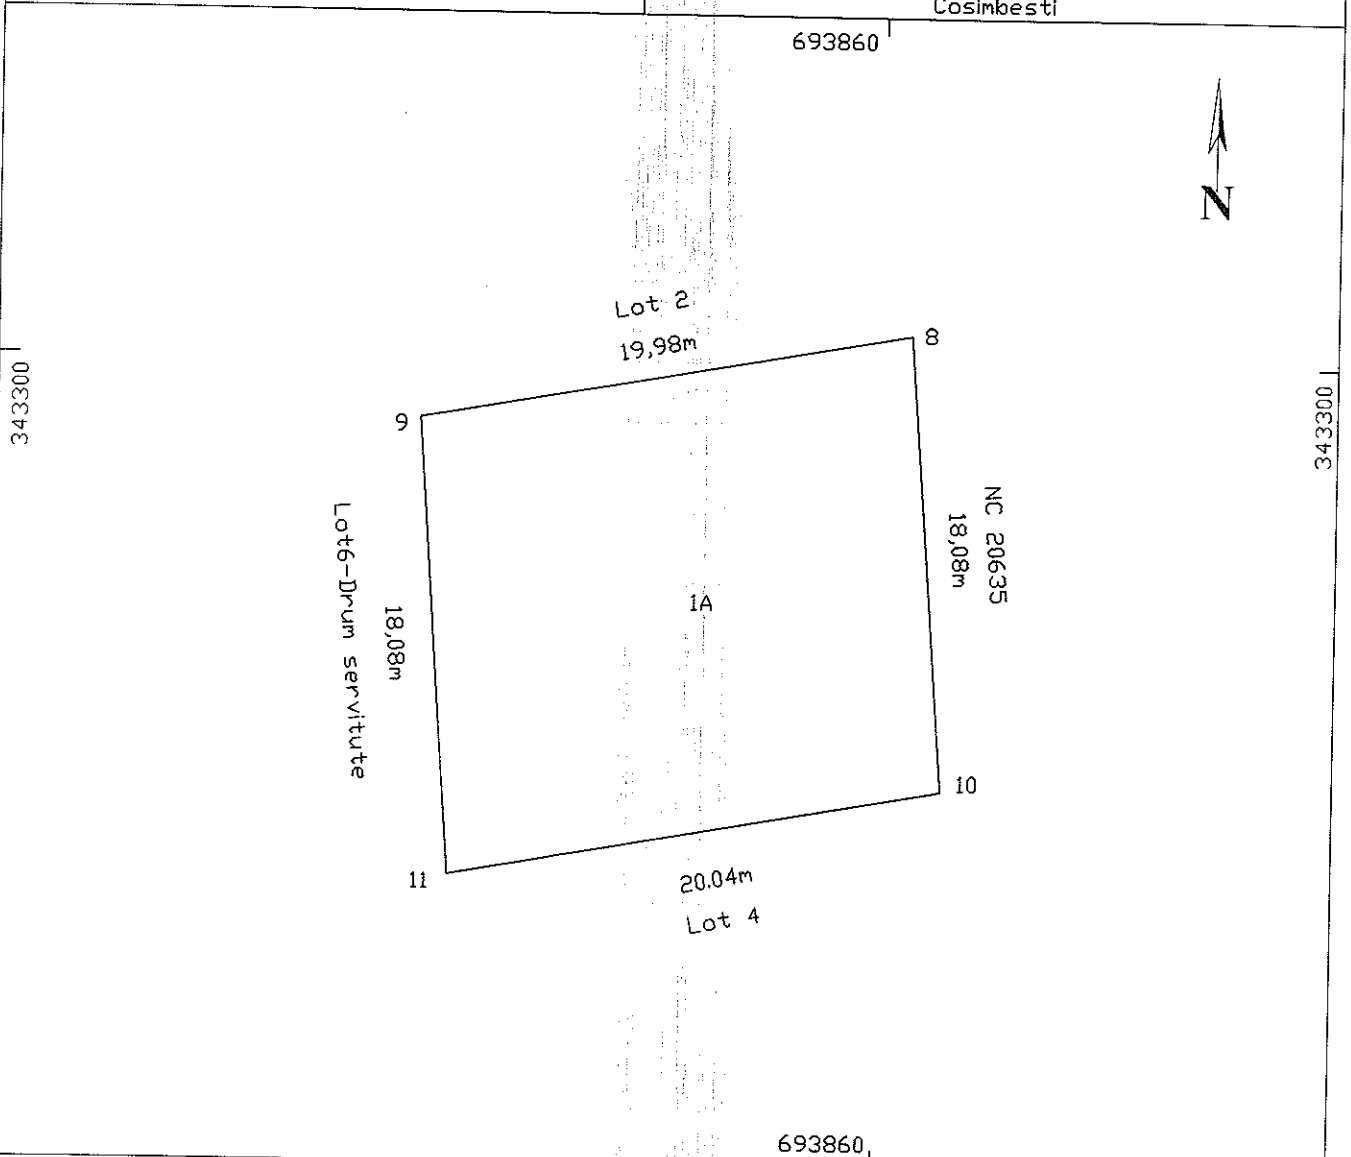 Cosimbesti
693860
N
Lot 2
19,98m
8
9
343300
343300
NC 20635
18,08m
Lot6-Drum servitute
18,08m
1A
10
11
20.04m
Lot 4
693860